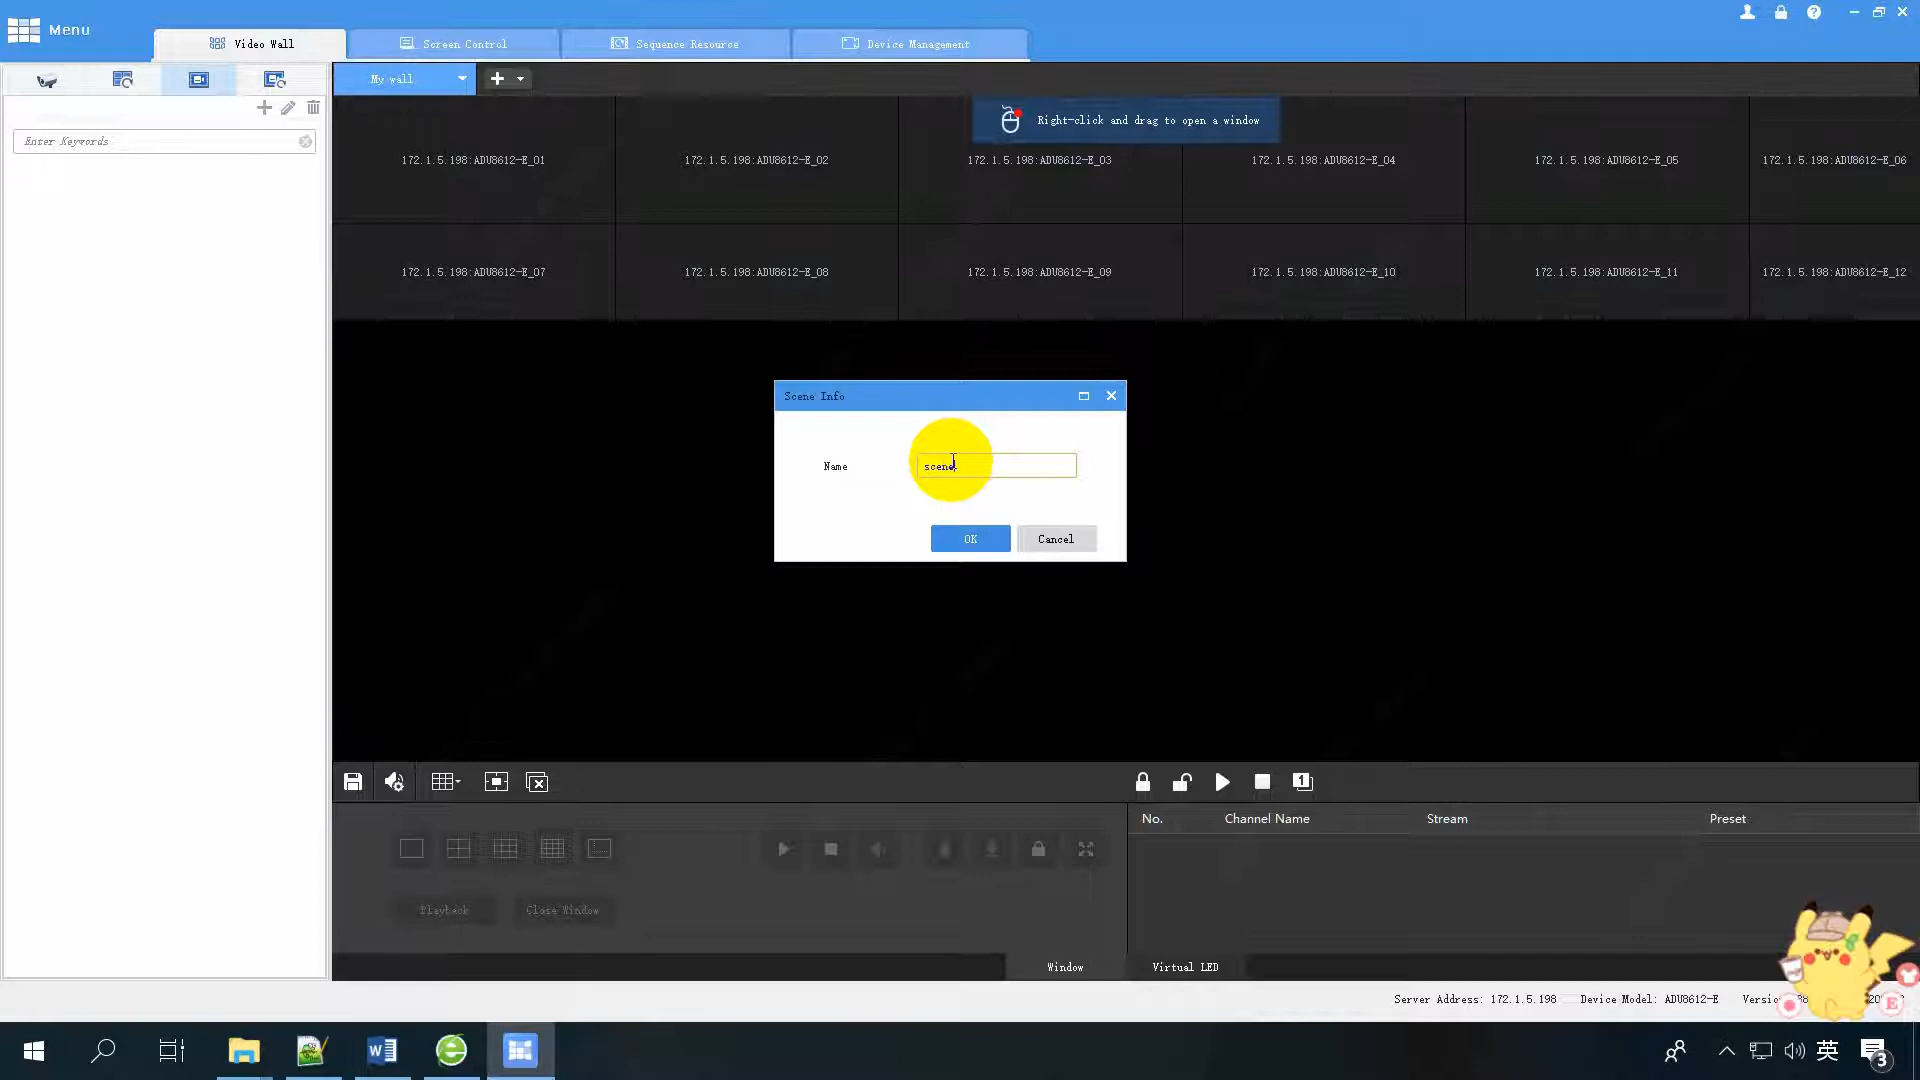 Menu
Video Wall
Screen Control
Sequence Resource
Device Management
My wall
Enter Keywords
Right-click and drag to open a window
172.1.5.198:ADU8612-E_01
172.1.5.198:ADU8612-E_02
172.1.5.198:ADU8612-E_03
172.1.5.198:ADU8612-E_04
172.1.5.198:ADU8612-E_05
172.1.5.198:ADU8612-E_06
172.1.5.198:ADU8612-E_07
172.1.5.198:ADU8612-E_08
172.1.5.198:ADU8612-E_09
172.1.5.198:ADU8612-E_10
172.1.5.198:ADU8612-E_11
172.1.5.198:ADU8612-E_12
Scene Info
Name
scene
OK
Cancel
1
No.
Channel Name
Stream
Preset
Playback
Close Window
Window
Virtual LED
Server Address: 172.1.5.198
Device Model: ADU8612-E
E
英
3